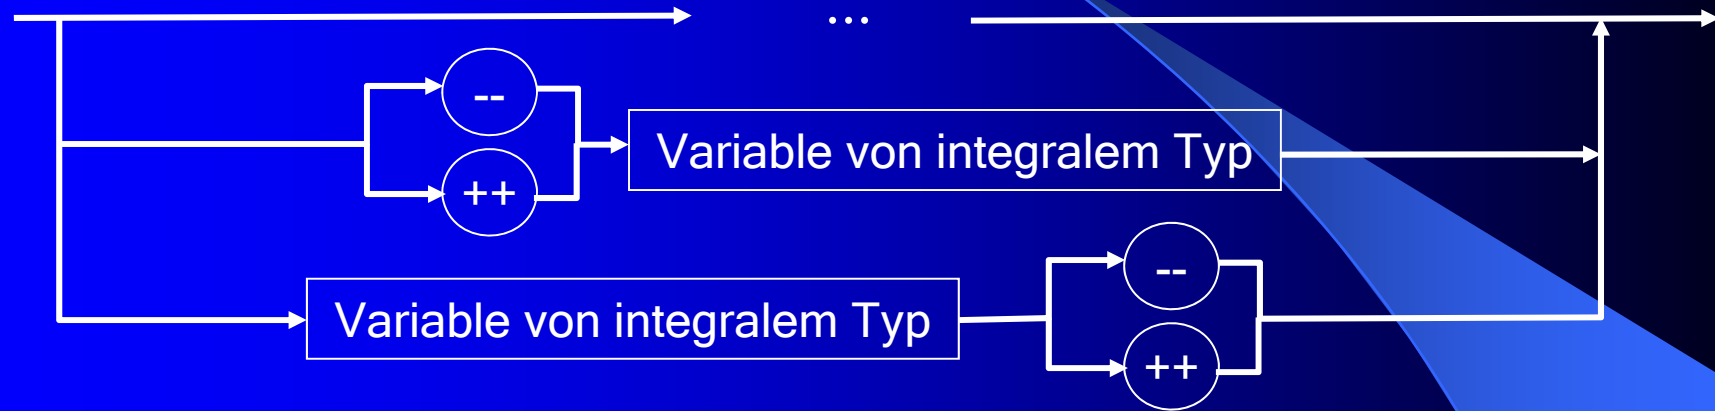 ...
--
++
Variable von integralem Typ
Variable von integralem Typ
--
++